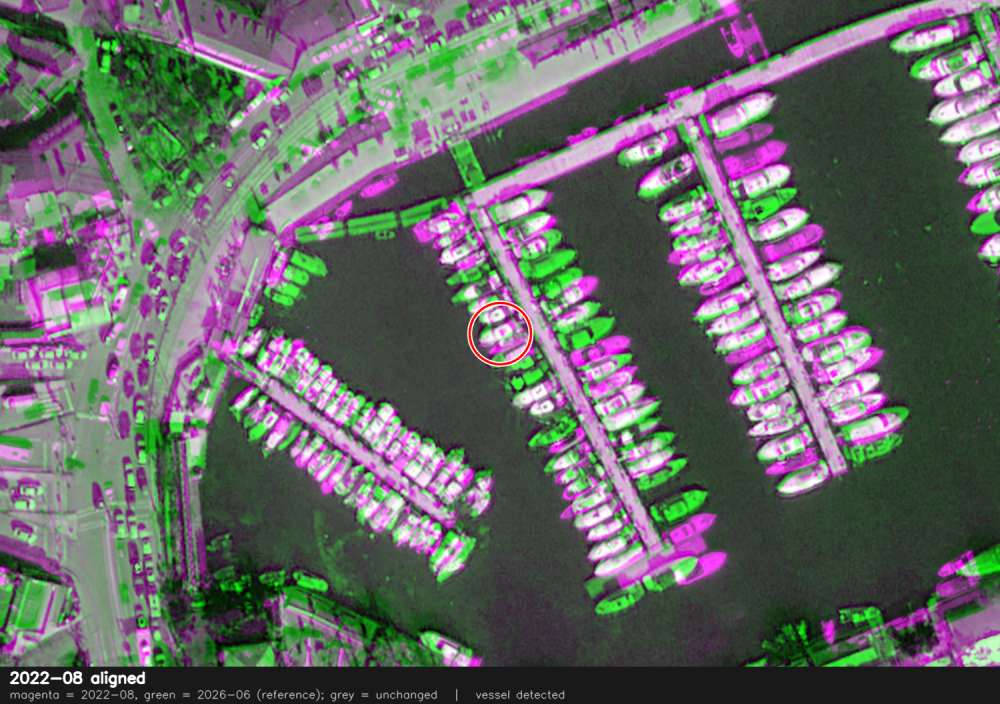 2022-08 aligned
magenta = 2022-08, green = 2026-06 (reference); grey = unchanged | vessel detected